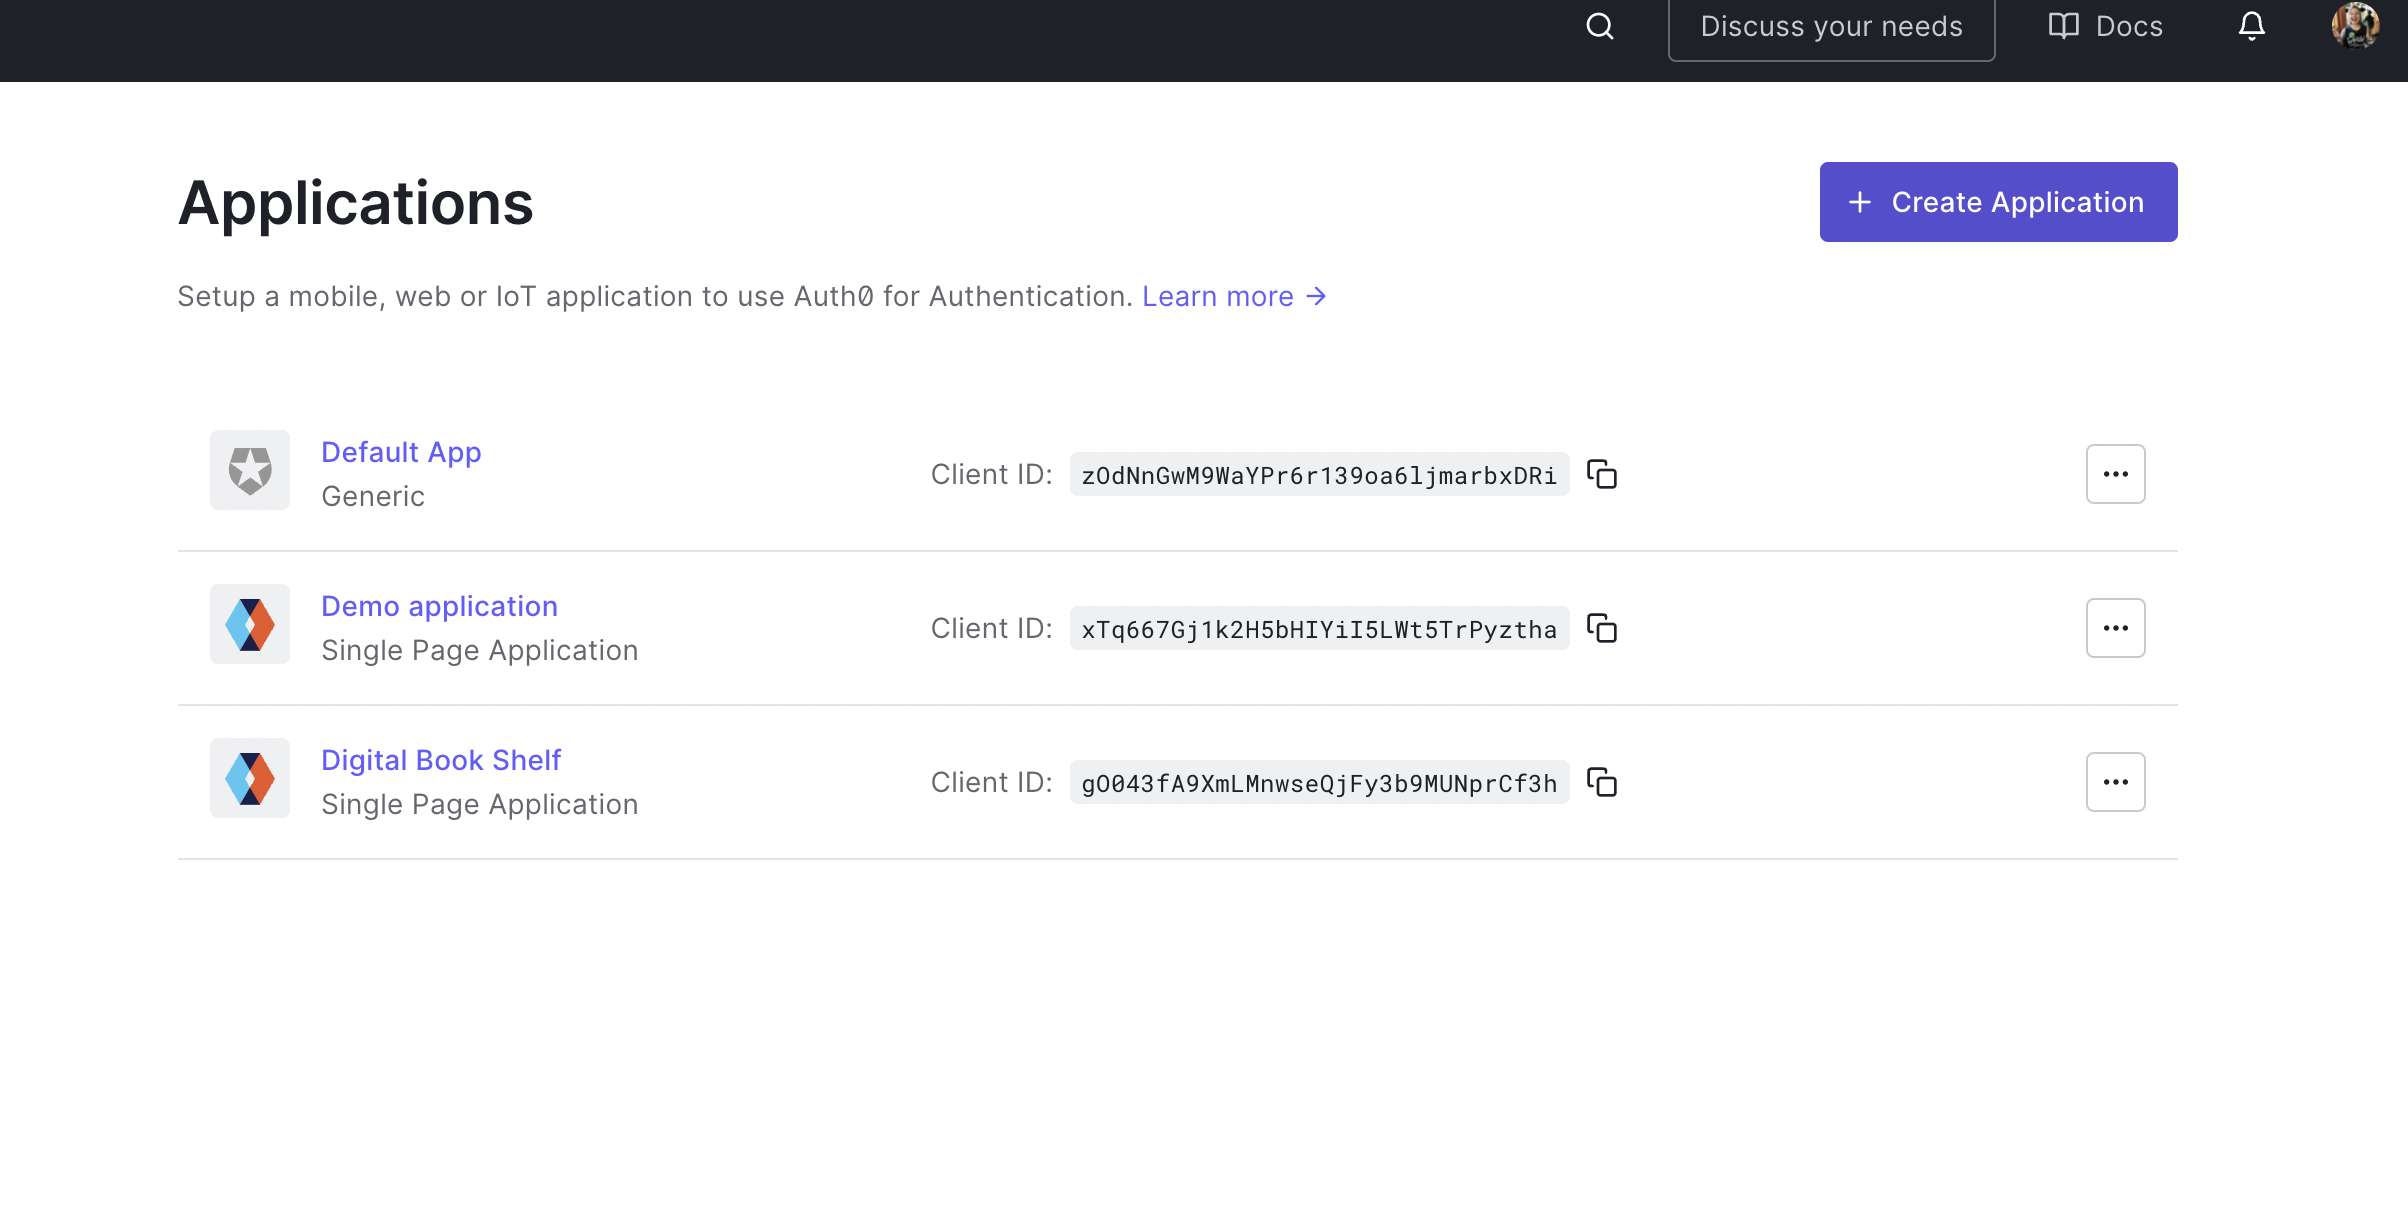 Discuss your needs
Docs
Applications
Create Application
Setup a mobile, web or IoT application to use Auth0 for Authentication. Learn more →
Default App
Generic
Client ID: zOdNnGwM9WaYPr6r139oa6ljmarbxDRi
Demo application
Single Page Application
Client ID: xTq667Gj1k2H5bHIYiI5LWt5TrPyztha
Digital Book Shelf
Single Page Application
Client ID: gO043fA9XmLMnwseQjFy3b9MUNprCf3h